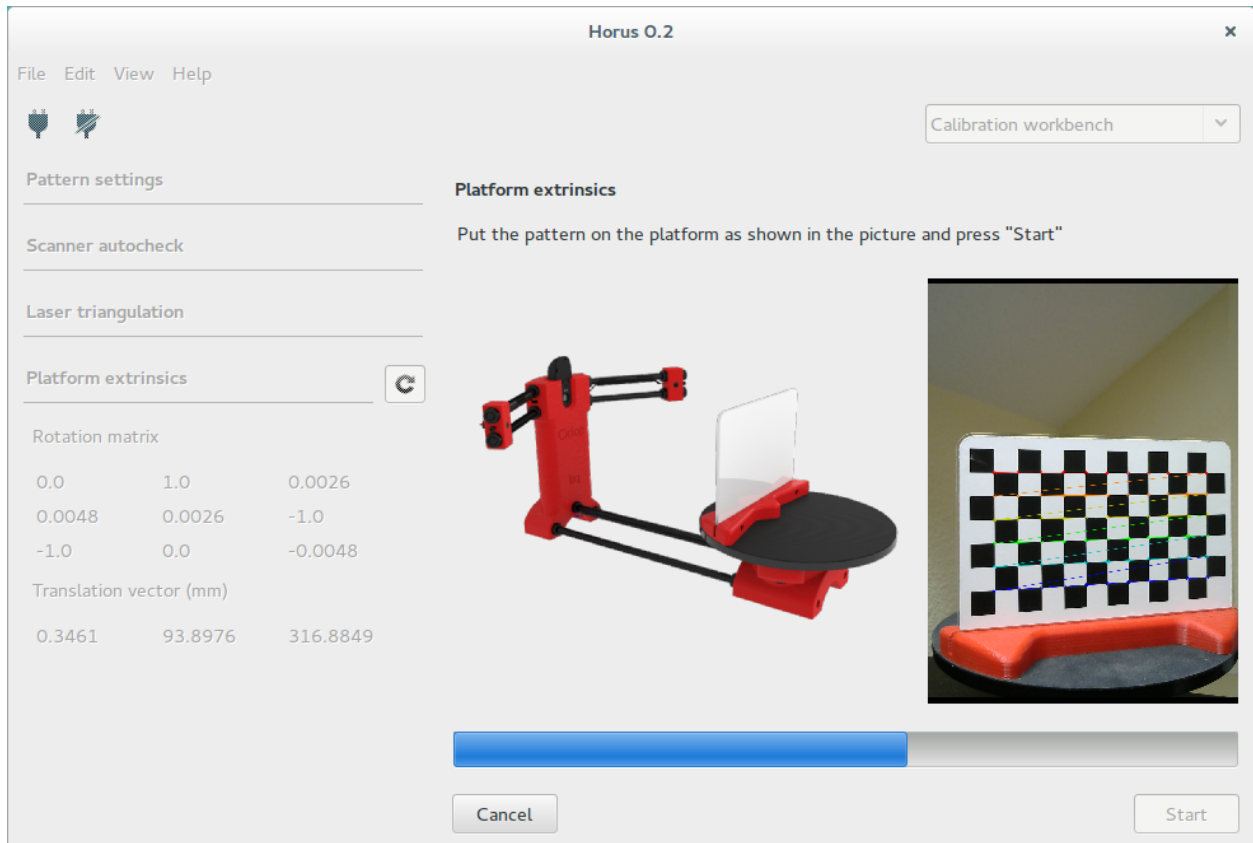 Horus 0.2
File Edit View Help
Calibration workbench
Pattern settings
Scanner autocheck
Laser triangulation
Platform extrinsics
Rotation matrix
0.0 1.0 0.0026
0.0048 0.0026 -1.0
-1.0 0.0 -0.0048
Translation vector (mm)
0.3461 93.8976 316.8849
Platform extrinsics
Put the pattern on the platform as shown in the picture and press "Start"
Ciclop
Cancel
Start